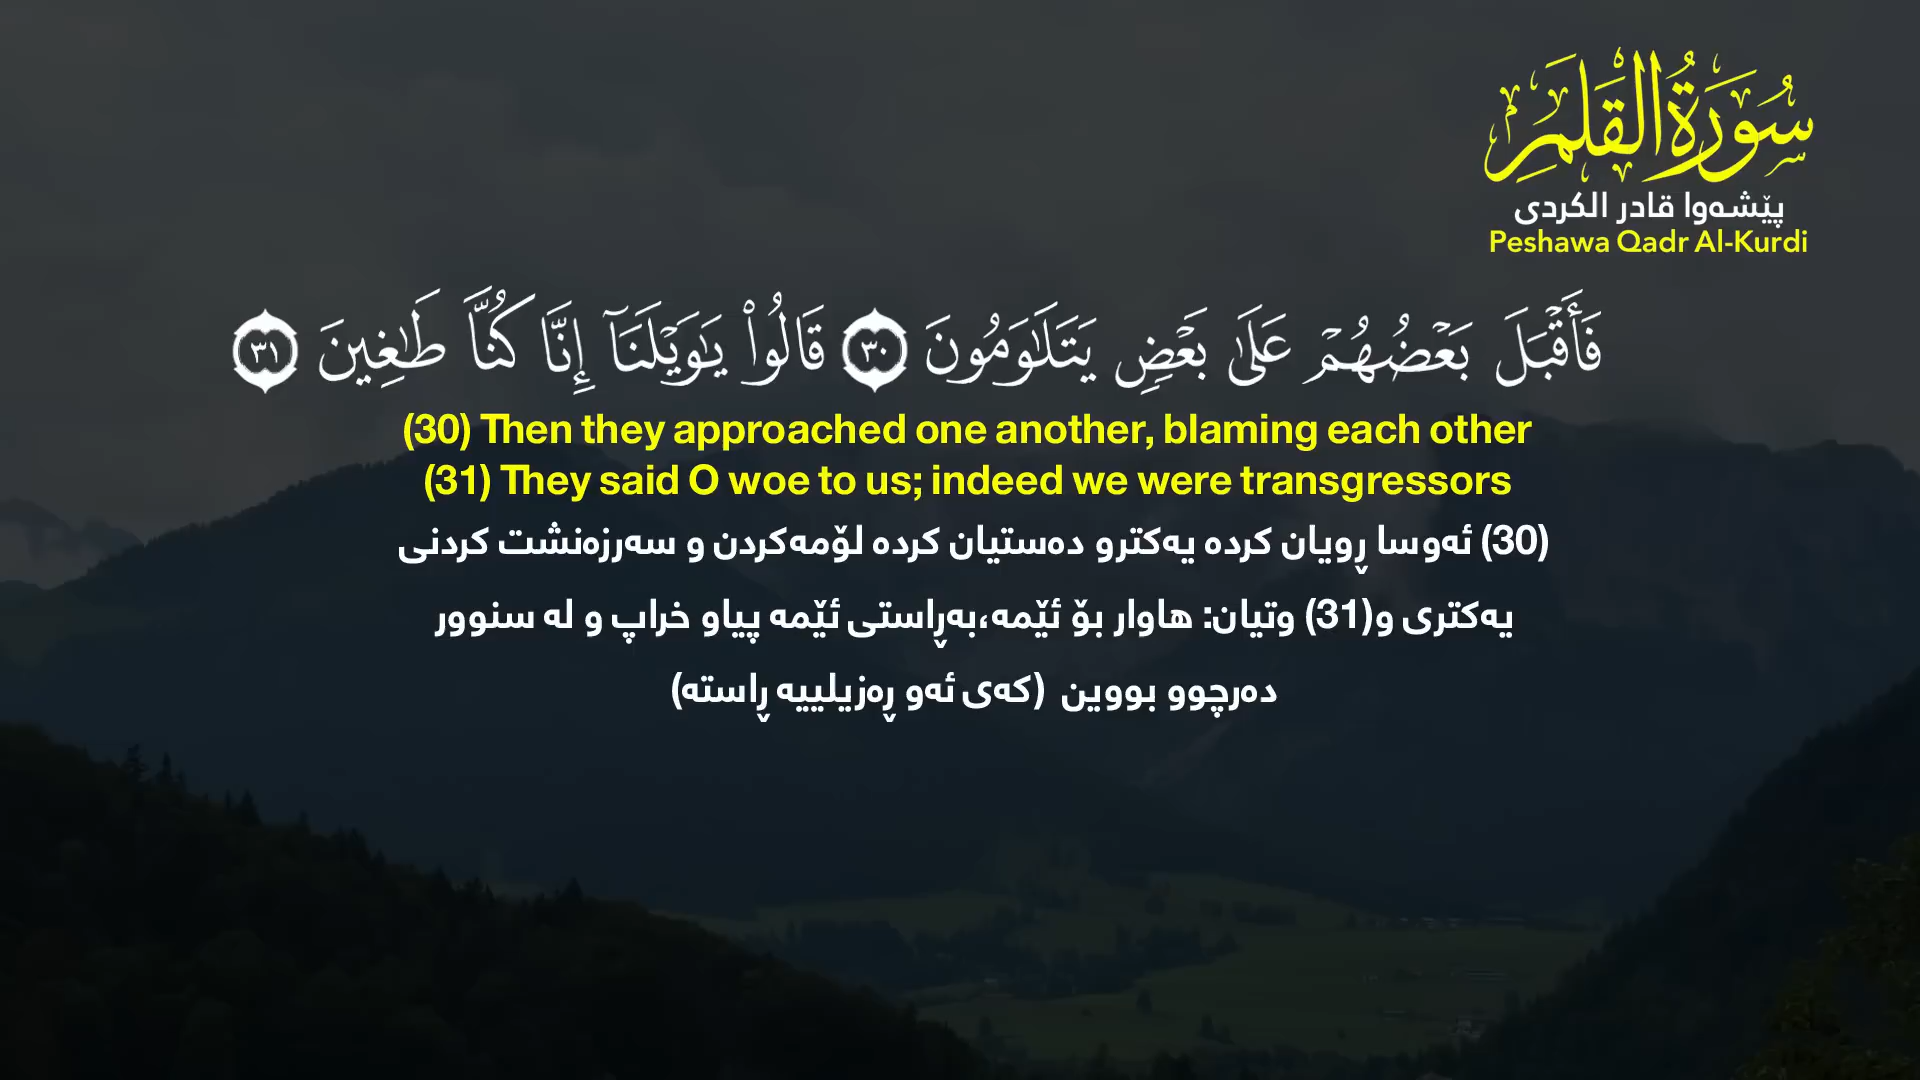 سُورَةُ القَلَمِ
پێشەوا قادر الكردی
Peshawa Qadr Al-Kurdi
فَأَقْبَلَ بَعْضُهُمْ عَلَىٰ بَعْضٍ يَتَلَـٰوَمُونَ ٣٠ قَالُوا۟ يَـٰوَيْلَنَآ إِنَّا كُنَّا طَـٰغِينَ ٣١
(30) Then they approached one another, blaming each other
(31) They said O woe to us; indeed we were transgressors
(30) ئەوسا ڕویان کردە یەکترو دەستیان کردە لۆمەکردن و سەرزەنشت کردنی
یەکتری و(31) وتیان: هاوار بۆ ئێمە،بەڕاستی ئێمە پیاو خراپ و لە سنوور
دەرچوو بووین (کەی ئەو ڕەزیلییە ڕاستە)